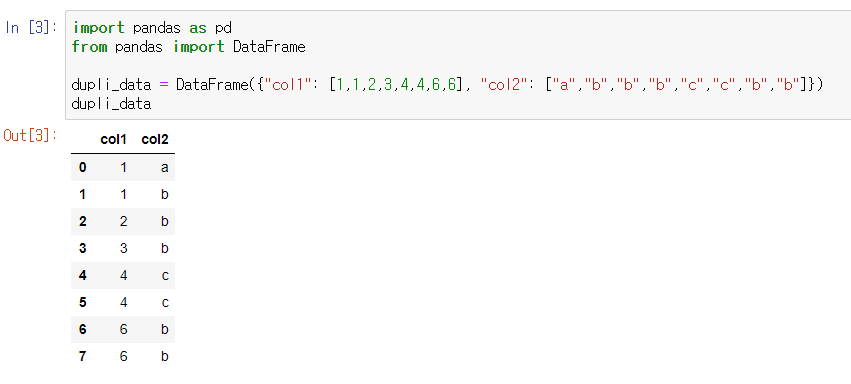 In [3]: import pandas as pd
from pandas import DataFrame
dupli_data = DataFrame({"col1": [1,1,2,3,4,4,6,6], "col2": ["a","b","b","b","c","c","b","b"]})
dupli_data
Out[3]:
col1 col2
0 1 a
1 1 b
2 2 b
3 3 b
4 4 c
5 4 c
6 6 b
7 6 b